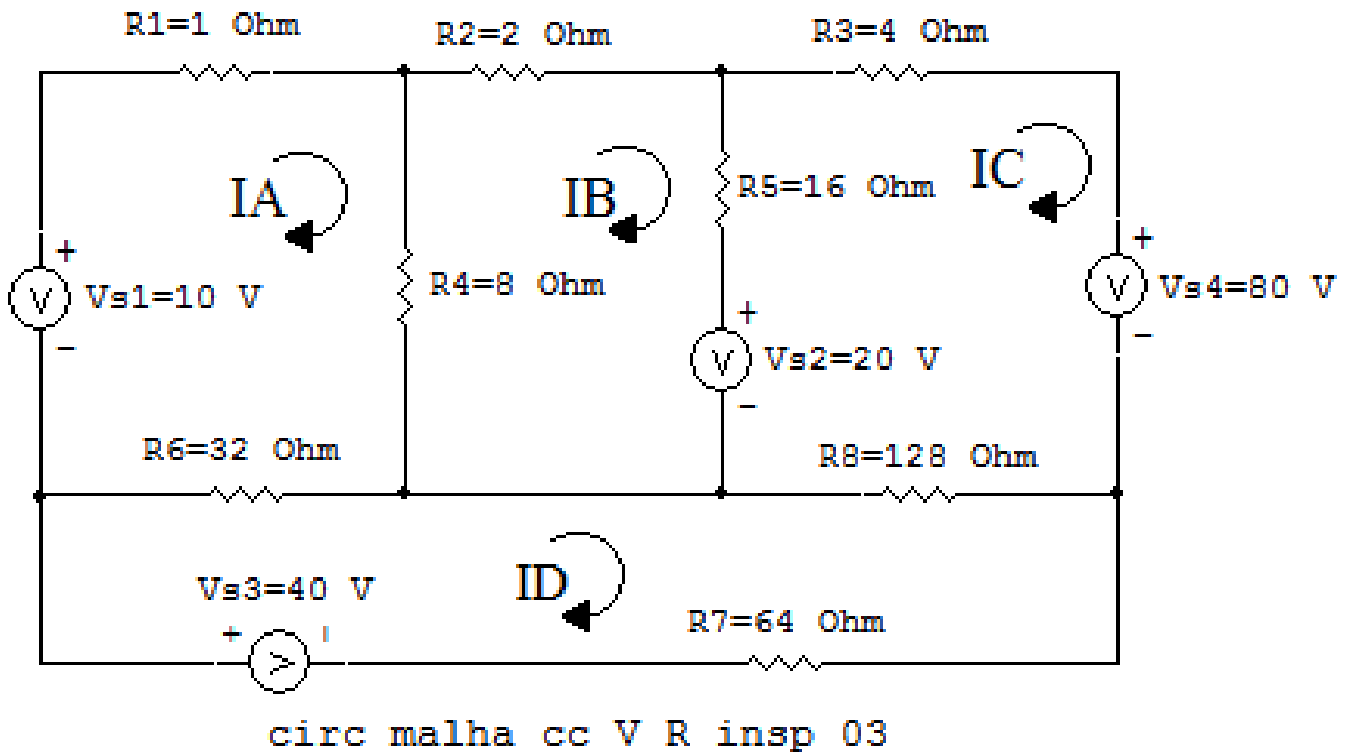 R1=1 Ohm
R2=2 Ohm
R3=4 Ohm
IA
IB
R5=16 Ohm
IC
+
V
Vs1=10 V
-
R4=8 Ohm
+
V
Vs2=20 V
-
+
V
Vs4=80 V
-
R6=32 Ohm
R8=128 Ohm
Vs3=40 V
+
V
ID
R7=64 Ohm
circ malha cc V R insp 03